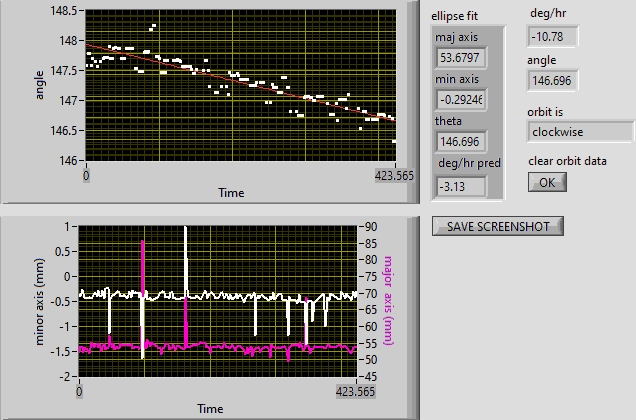 148.5
148
147.5
147
146.5
146
angle
0
423.565
Time
ellipse fit
maj axis
53.6797
min axis
-0.29246
theta
146.696
deg/hr pred
-3.13
deg/hr
-10.78
angle
146.696
orbit is
clockwise
clear orbit data
OK
SAVE SCREENSHOT
1
0.5
0
-0.5
-1
-1.5
-2
minor axis (mm)
90
85
80
75
70
65
60
55
50
45
major axis (mm)
0
423.565
Time